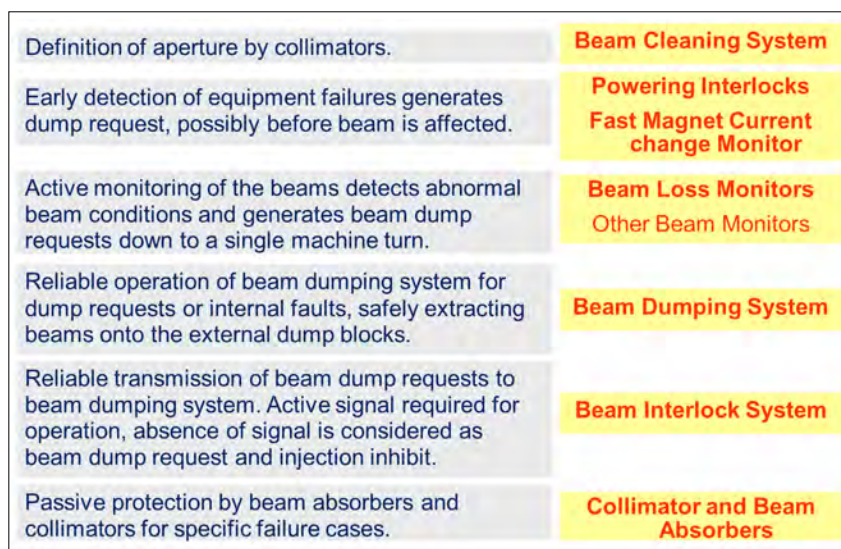 Definition of aperture by collimators.
Beam Cleaning System
Early detection of equipment failures generates
dump request, possibly before beam is affected.
Powering Interlocks
Fast Magnet Current
change Monitor
Active monitoring of the beams detects abnormal
beam conditions and generates beam dump
requests down to a single machine turn.
Beam Loss Monitors
Other Beam Monitors
Reliable operation of beam dumping system for
dump requests or internal faults, safely extracting
beams onto the external dump blocks.
Beam Dumping System
Reliable transmission of beam dump requests to
beam dumping system. Active signal required for
operation, absence of signal is considered as
beam dump request and injection inhibit.
Beam Interlock System
Passive protection by beam absorbers and
collimators for specific failure cases.
Collimator and Beam
Absorbers